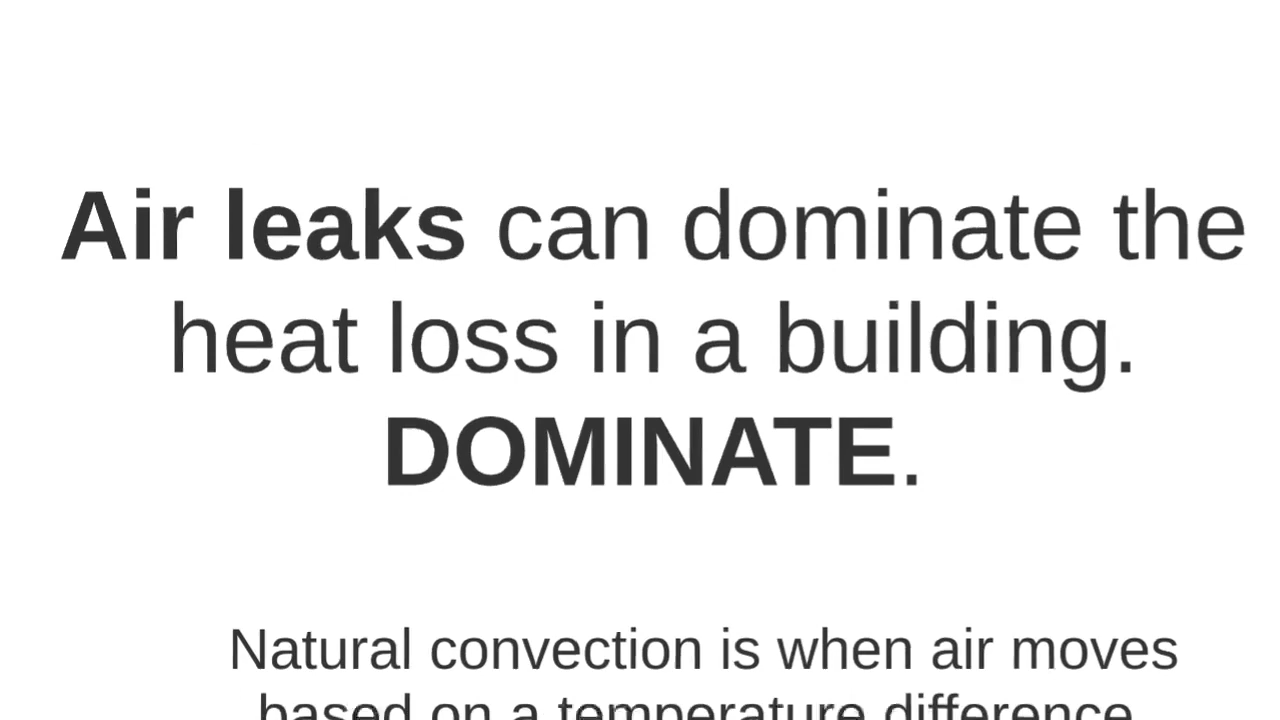 Air leaks can dominate the
heat loss in a building.
DOMINATE.
Natural convection is when air moves
based on a temperature difference